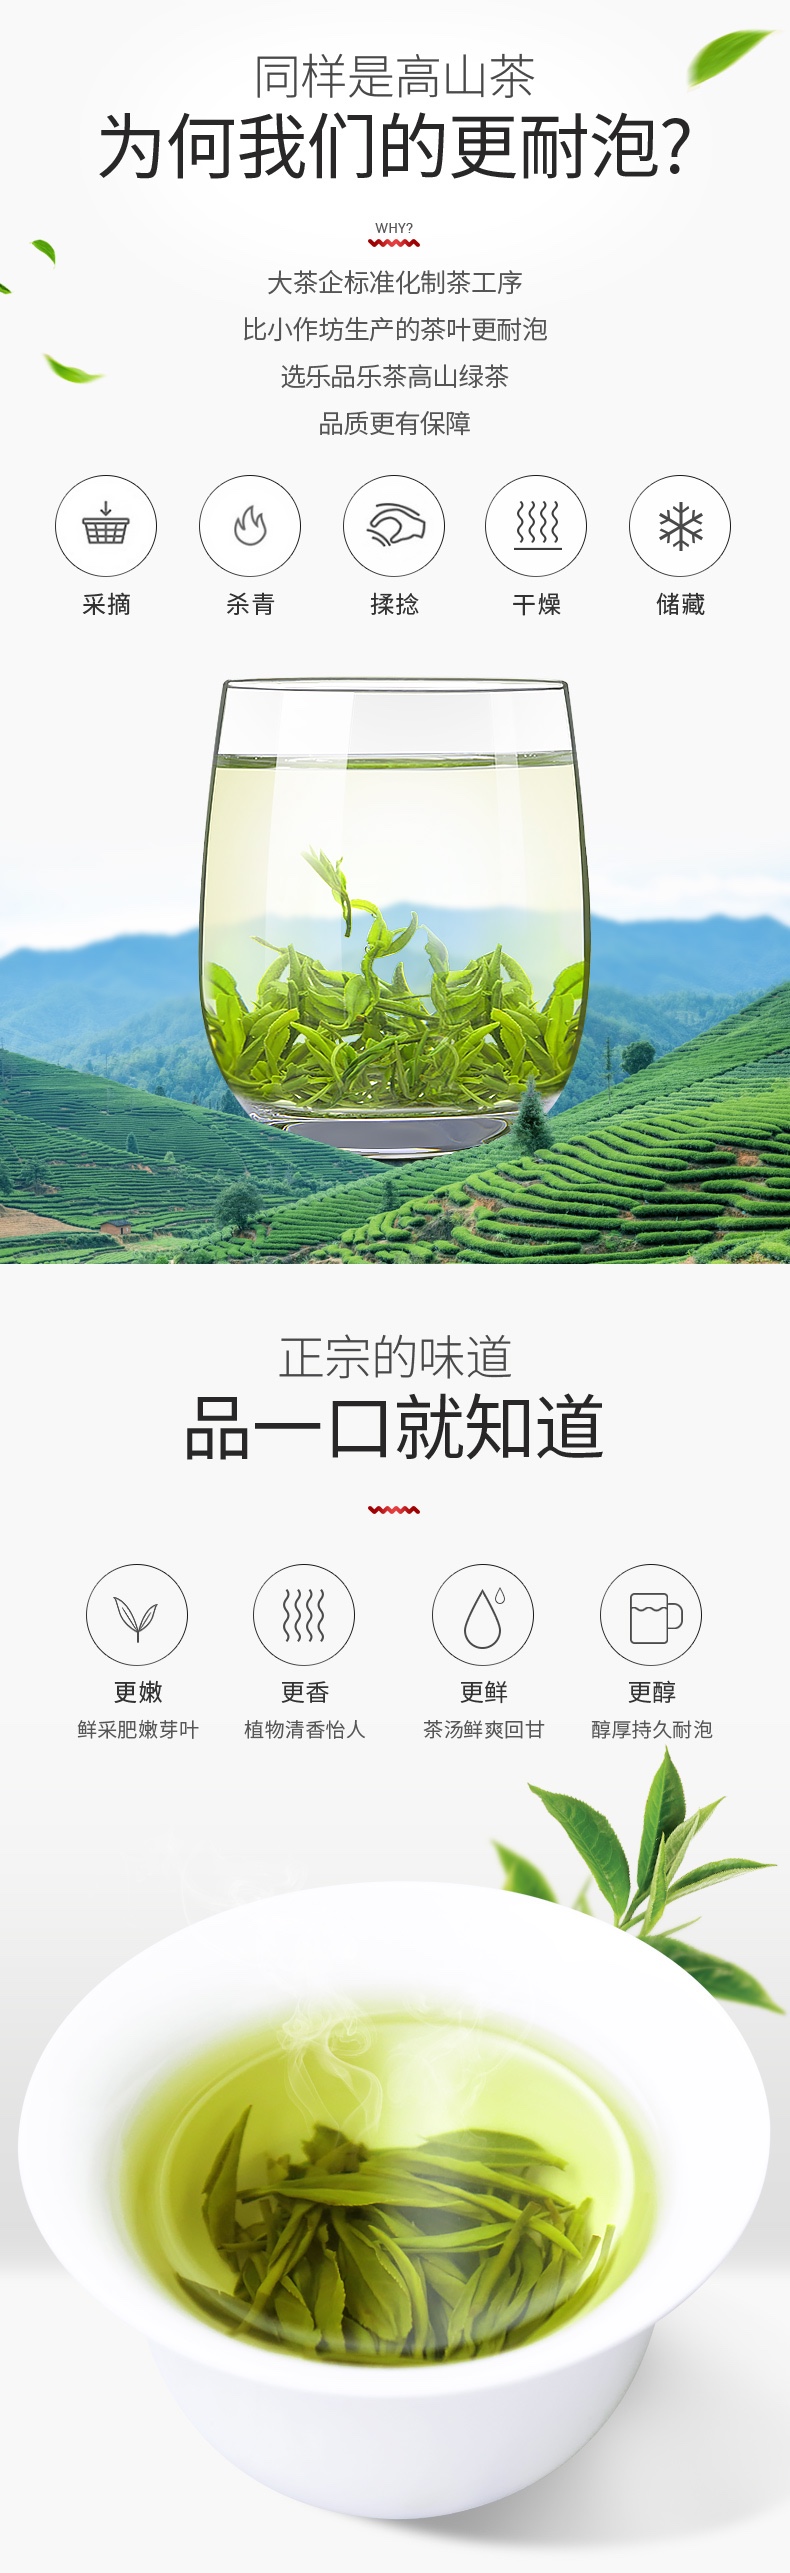 同样是高山茶
为何我们的更耐泡?
WHY?
大茶企标准化制茶工序
比小作坊生产的茶叶更耐泡
选乐品乐茶高山绿茶
品质更有保障
采摘 杀青 揉捻 干燥 储藏
正宗的味道
品一口就知道
更嫩 更香 更鲜 更醇
鲜采肥嫩芽叶 植物清香怡人 茶汤鲜爽回甘 醇厚持久耐泡